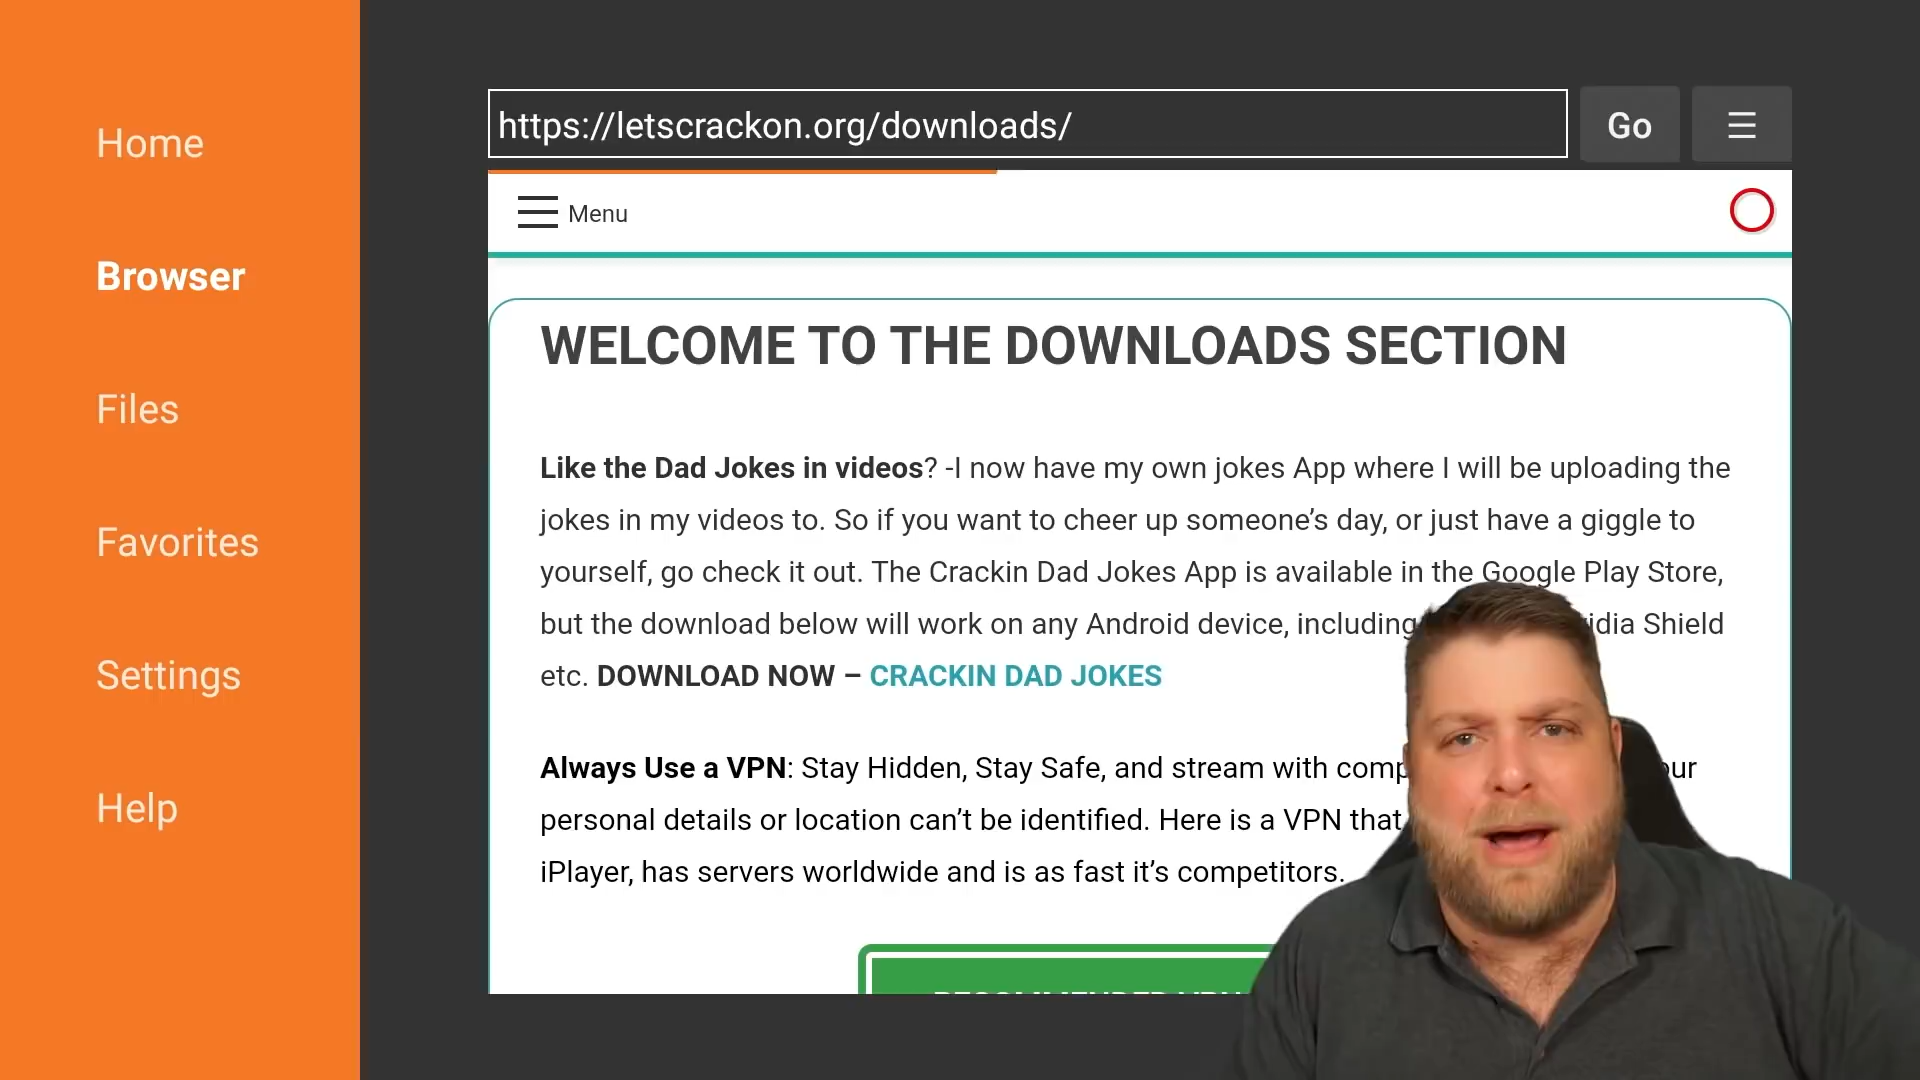 Home
Browser
Files
Favorites
Settings
Help
https://letscrackon.org/downloads/
Go
Menu
WELCOME TO THE DOWNLOADS SECTION
Like the Dad Jokes in videos? -I now have my own jokes App where I will be uploading the
jokes in my videos to. So if you want to cheer up someone’s day, or just have a giggle to
yourself, go check it out. The Crackin Dad Jokes App is available in the Google Play Store,
but the download below will work on any Android device, including Shield
etc. DOWNLOAD NOW – CRACKIN DAD JOKES
Always Use a VPN: Stay Hidden, Stay Safe, and stream with
personal details or location can’t be identified. Here is a VPN that
iPlayer, has servers worldwide and is as fast it’s competitors.
RECOMMENDED VPN